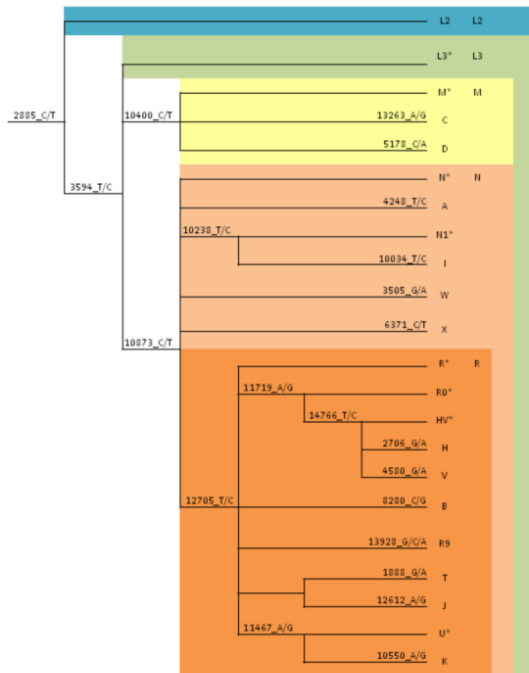 L2 L2
L3* L3
M* M
2885_C/T 10400_C/T 13263_A/G C
5178_C/A D
3594_T/C N* N
4248_T/C A
10238_T/C N1*
10034_T/C I
3505_G/A W
6371_C/T X
10873_C/T
R* R
11719_A/G R0*
14766_T/C HV*
2706_G/A H
4580_G/A V
12705_T/C 8280_C/G B
13928_G/C/A R9
1888_G/A T
12612_A/G J
11467_A/G U*
10550_A/G K